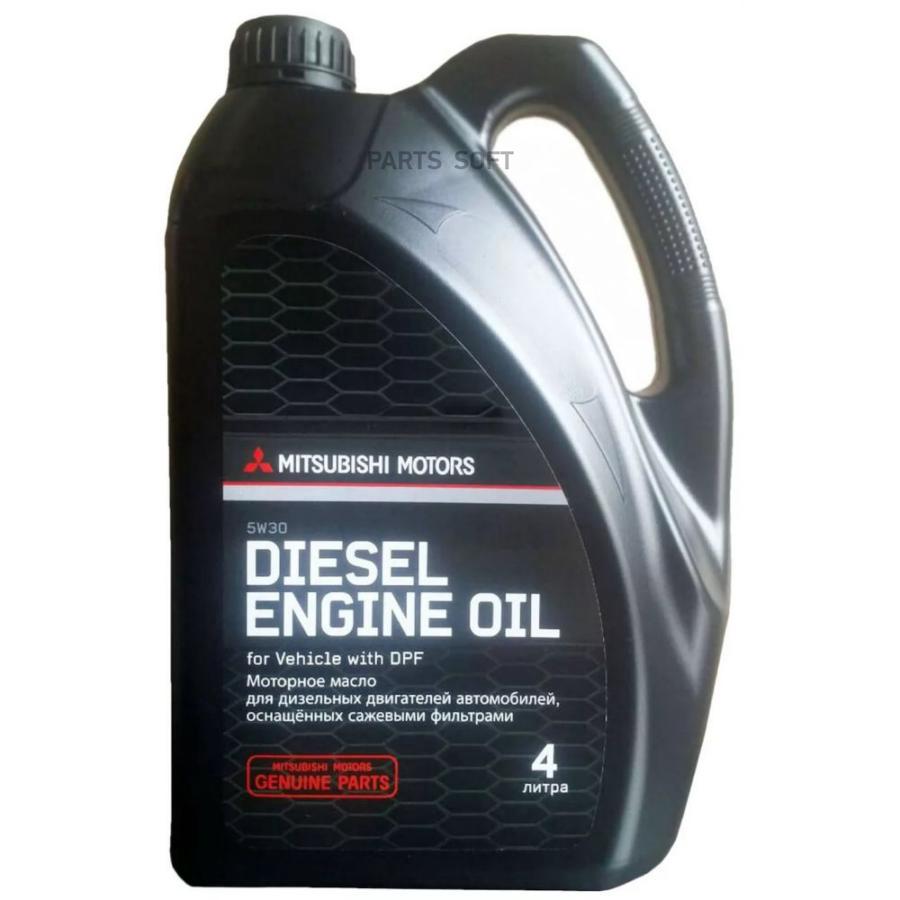 PARTS SOFT
MITSUBISHI MOTORS
5W30
DIESEL
ENGINE OIL
for Vehicle with DPF
Моторное масло
для дизельных двигателей автомобилей,
оснащённых сажевыми фильтрами
MITSUBISHI MOTORS
GENUINE PARTS
4
литра